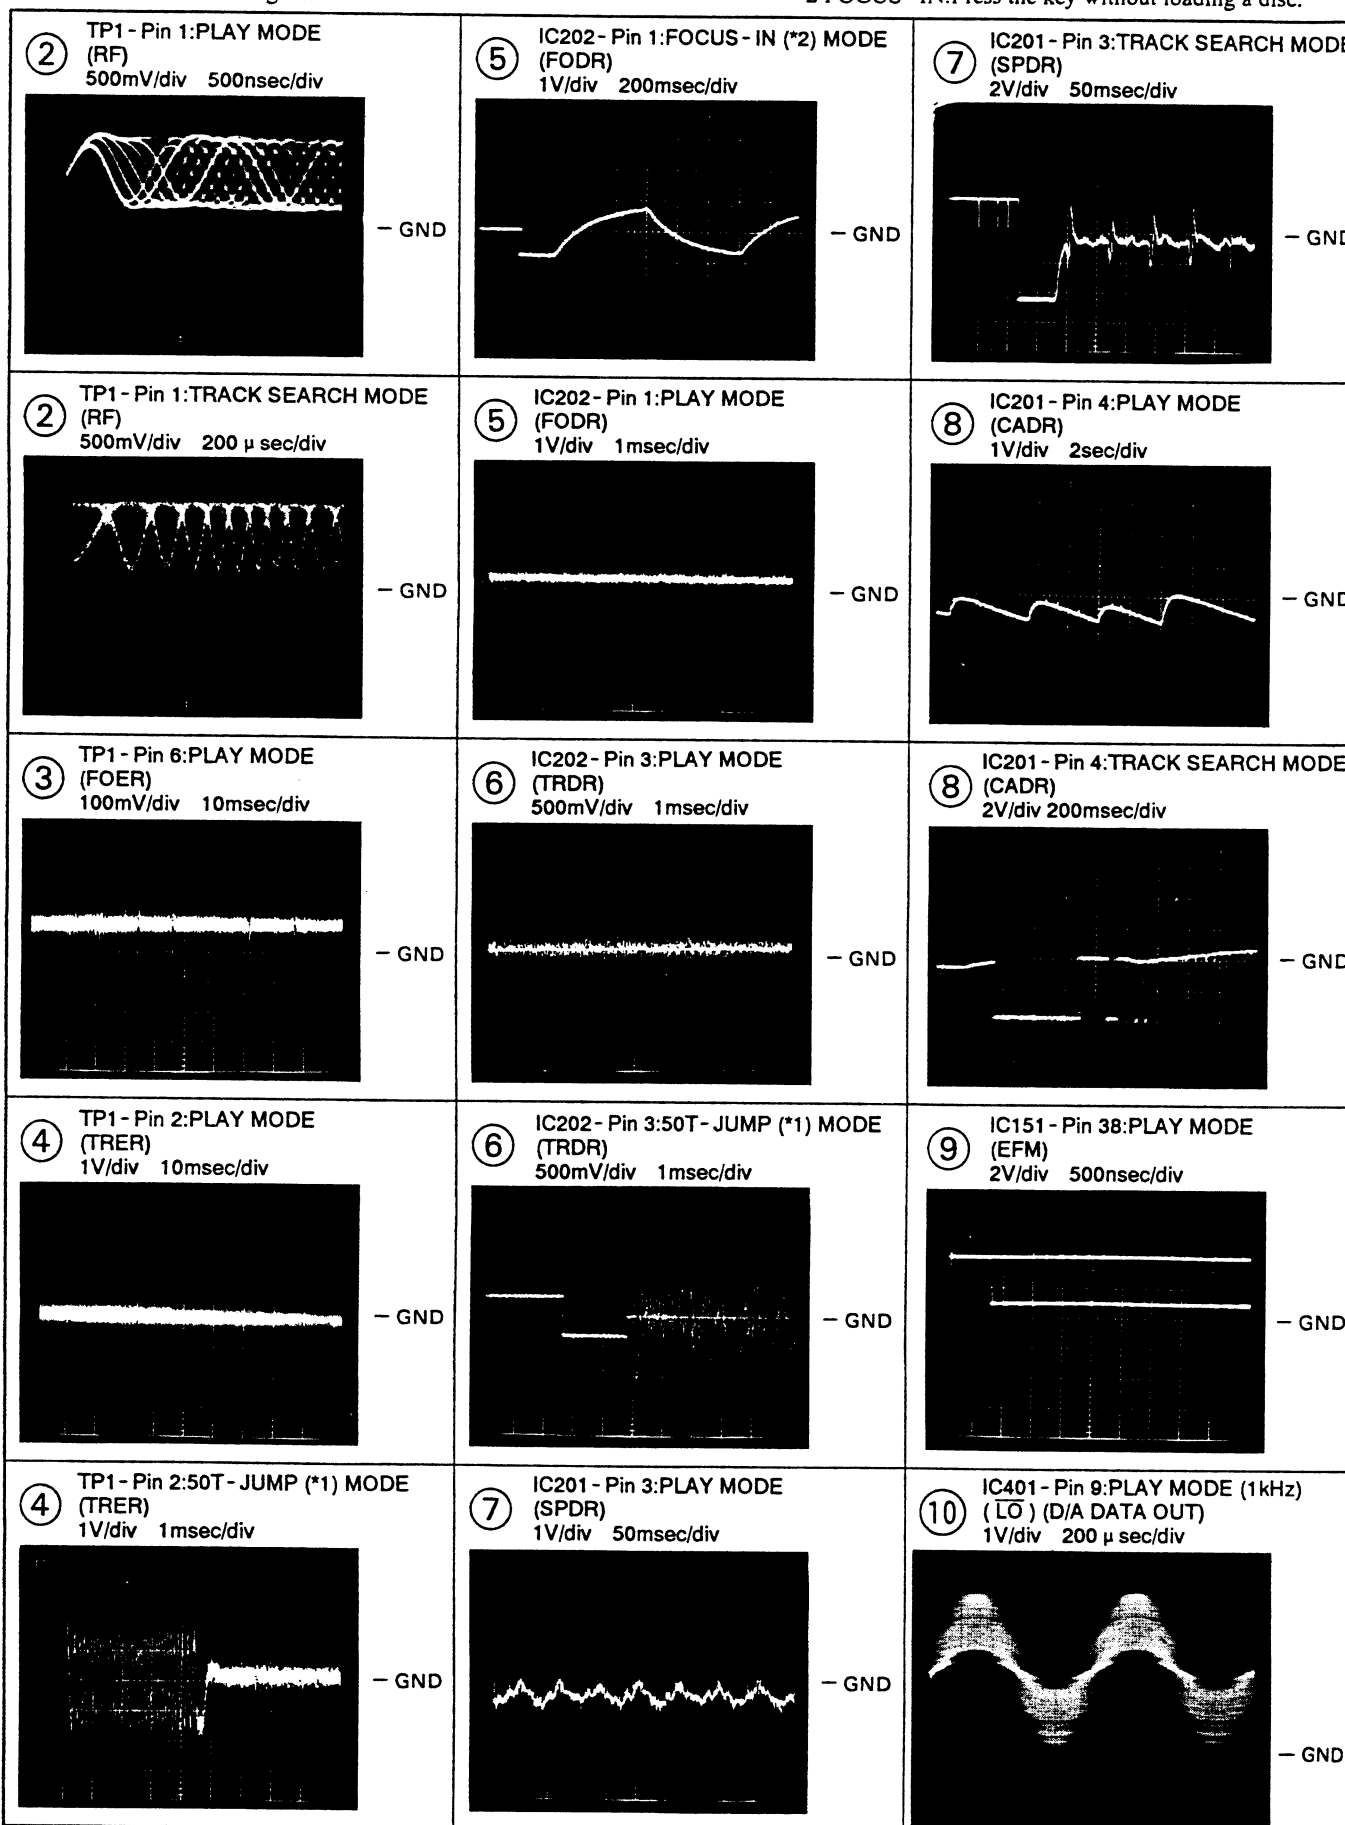 2 FOCUS-IN:Press the key without loading a disc.
② TP1-Pin 1:PLAY MODE
(RF)
500mV/div 500nsec/div
- GND
⑤ IC202-Pin 1:FOCUS-IN (*2) MODE
(FODR)
1V/div 200msec/div
- GND
⑦ IC201-Pin 3:TRACK SEARCH MODE
(SPDR)
2V/div 50msec/div
- GND
② TP1-Pin 1:TRACK SEARCH MODE
(RF)
500mV/div 200 μ sec/div
- GND
⑤ IC202-Pin 1:PLAY MODE
(FODR)
1V/div 1msec/div
- GND
⑧ IC201-Pin 4:PLAY MODE
(CADR)
1V/div 2sec/div
- GND
③ TP1-Pin 6:PLAY MODE
(FOER)
100mV/div 10msec/div
- GND
⑥ IC202-Pin 3:PLAY MODE
(TRDR)
500mV/div 1msec/div
- GND
⑧ IC201-Pin 4:TRACK SEARCH MODE
(CADR)
2V/div 200msec/div
- GND
④ TP1-Pin 2:PLAY MODE
(TRER)
1V/div 10msec/div
- GND
⑥ IC202-Pin 3:50T-JUMP (*1) MODE
(TRDR)
500mV/div 1msec/div
- GND
⑨ IC151-Pin 38:PLAY MODE
(EFM)
2V/div 500nsec/div
- GND
④ TP1-Pin 2:50T-JUMP (*1) MODE
(TRER)
1V/div 1msec/div
- GND
⑦ IC201-Pin 3:PLAY MODE
(SPDR)
1V/div 50msec/div
- GND
⑩ IC401-Pin 9:PLAY MODE (1kHz)
(L̅O̅) (D/A DATA OUT)
1V/div 200 μ sec/div
- GND